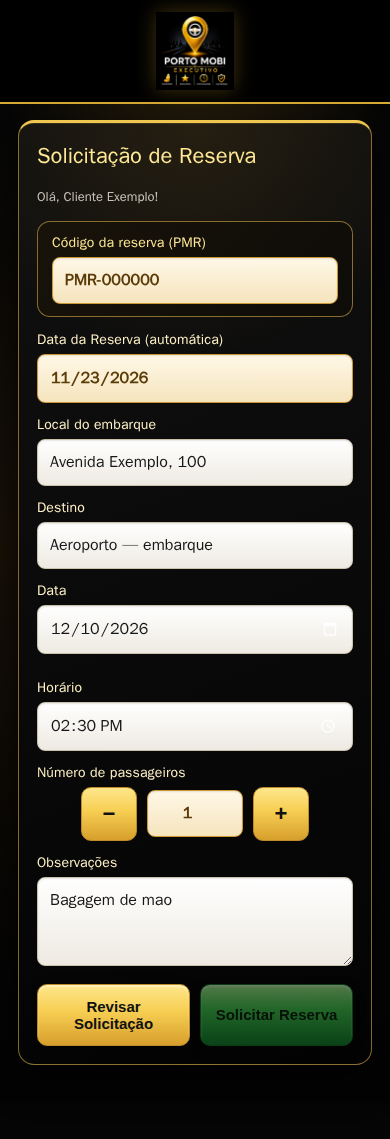 PORTO MOBI
EXECUTIVO
Solicitação de Reserva
Olá, Cliente Exemplo!
Código da reserva (PMR)
PMR-000000
Data da Reserva (automática)
11/23/2026
Local do embarque
Avenida Exemplo, 100
Destino
Aeroporto — embarque
Data
12/10/2026
Horário
02:30 PM
Número de passageiros
− 1 +
Observações
Bagagem de mao
Revisar
Solicitação
Solicitar Reserva